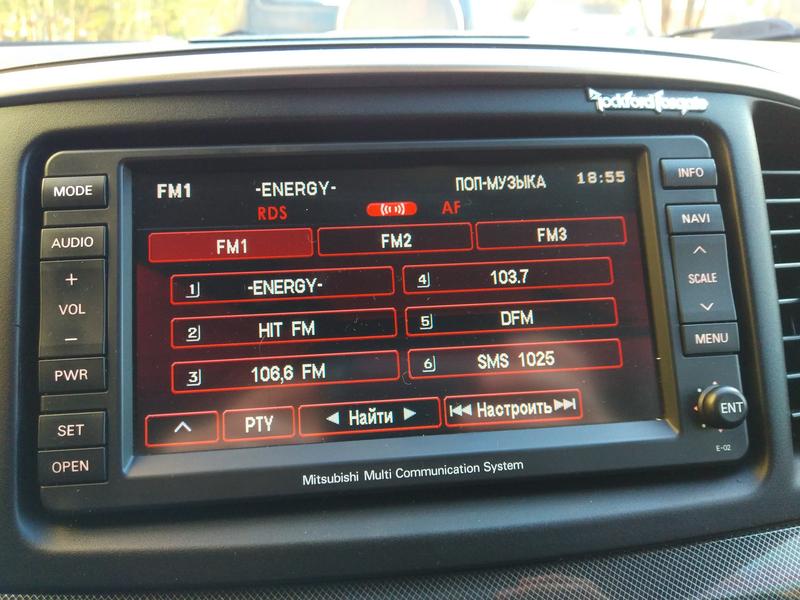 Rockford Fosgate
MODE
AUDIO
+
VOL
−
PWR
SET
OPEN
FM1 -ENERGY- ПОП-МУЗЫКА 18:55
RDS AF
FM1 FM2 FM3
1 -ENERGY- 4 103.7
2 HIT FM 5 DFM
3 106,6 FM 6 SMS 1025
PTY Найти Настроить
INFO
NAVI
SCALE
MENU
ENT
E-02
Mitsubishi Multi Communication System